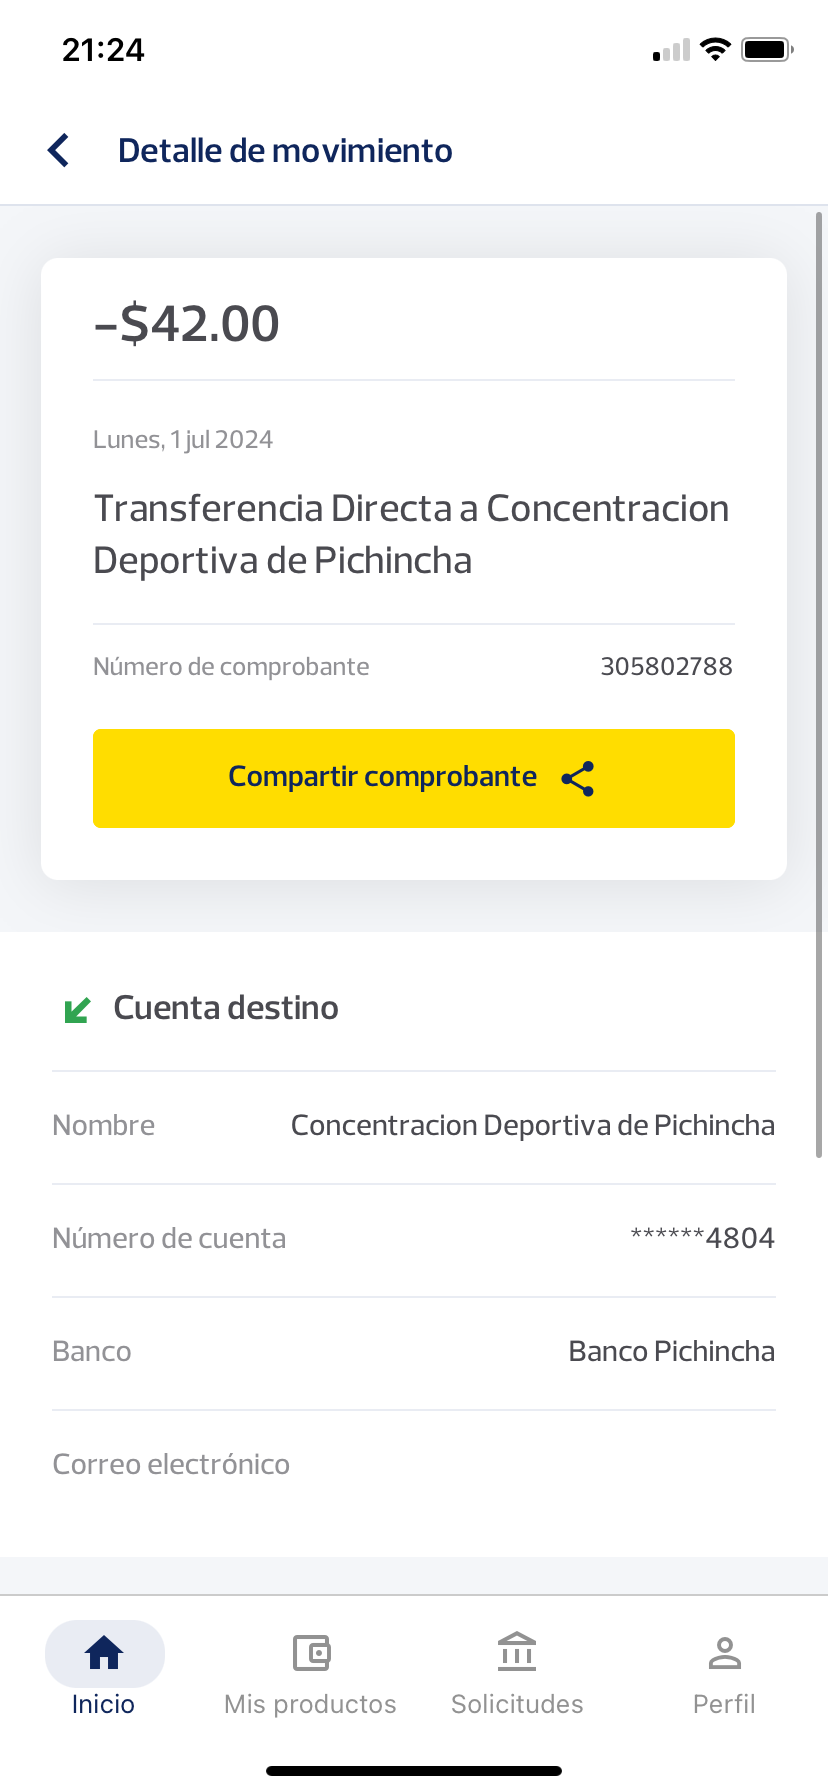 21:24
Detalle de movimiento
-$42.00
Lunes, 1 jul 2024
Transferencia Directa a Concentracion
Deportiva de Pichincha
Número de comprobante 305802788
Compartir comprobante
Cuenta destino
Nombre Concentracion Deportiva de Pichincha
Número de cuenta ******4804
Banco Banco Pichincha
Correo electrónico
Inicio Mis productos Solicitudes Perfil